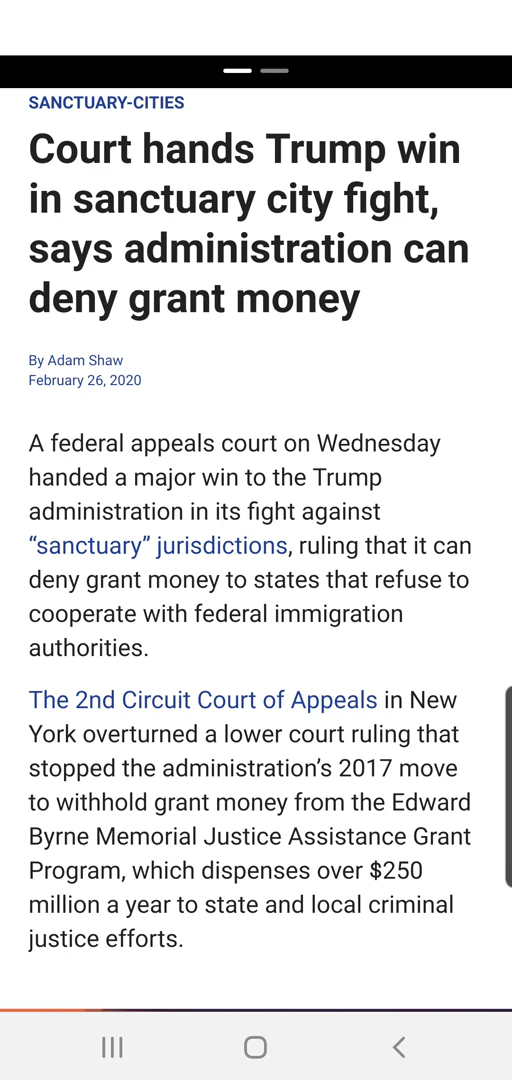 SANCTUARY-CITIES
Court hands Trump win
in sanctuary city fight,
says administration can
deny grant money
By Adam Shaw
February 26, 2020
A federal appeals court on Wednesday
handed a major win to the Trump
administration in its fight against
“sanctuary” jurisdictions, ruling that it can
deny grant money to states that refuse to
cooperate with federal immigration
authorities.
The 2nd Circuit Court of Appeals in New
York overturned a lower court ruling that
stopped the administration’s 2017 move
to withhold grant money from the Edward
Byrne Memorial Justice Assistance Grant
Program, which dispenses over $250
million a year to state and local criminal
justice efforts.